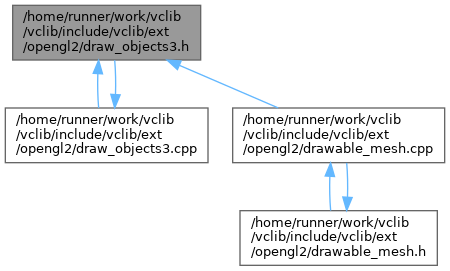 /home/runner/work/vclib
/vclib/include/vclib/ext
/opengl2/draw_objects3.h
/home/runner/work/vclib
/vclib/include/vclib/ext
/opengl2/draw_objects3.cpp
/home/runner/work/vclib
/vclib/include/vclib/ext
/opengl2/drawable_mesh.cpp
/home/runner/work/vclib
/vclib/include/vclib/ext
/opengl2/drawable_mesh.h